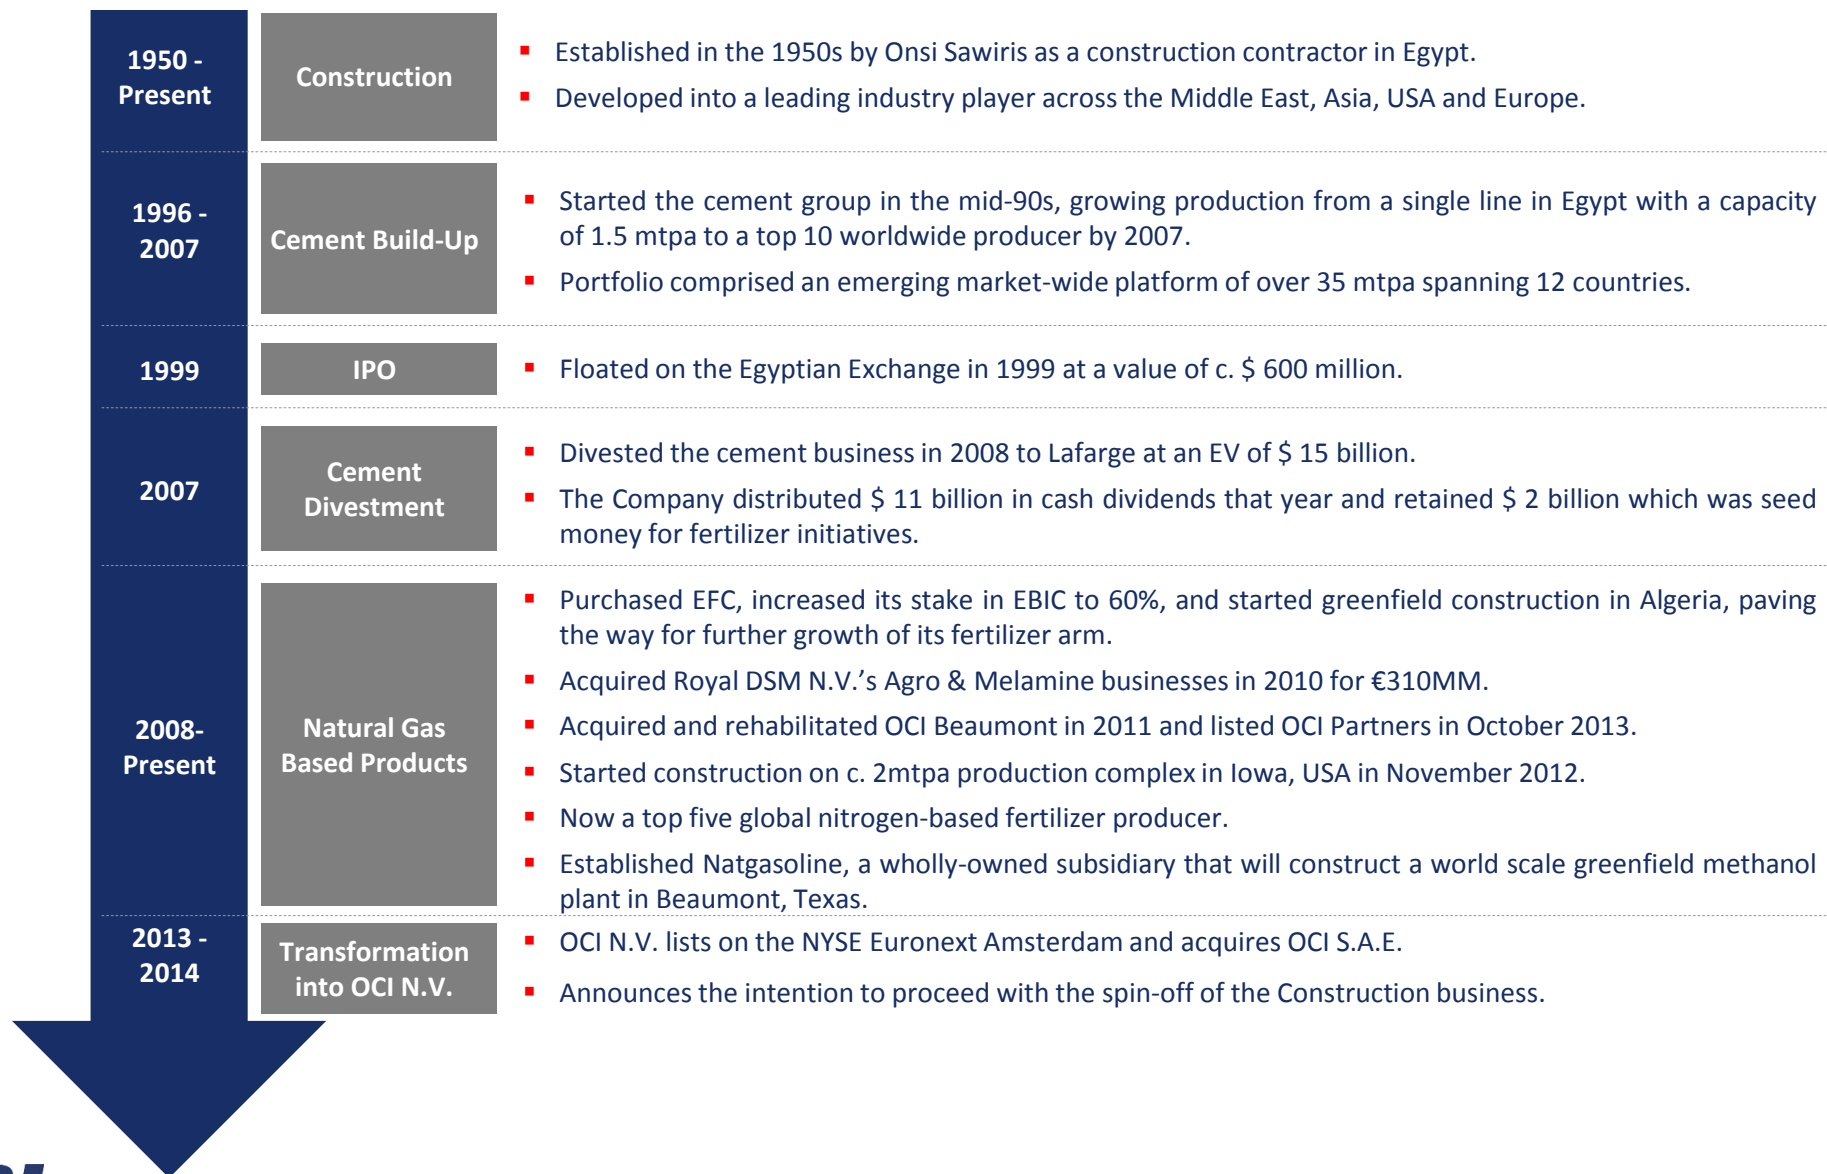 1950 -
Present
Construction
▪ Established in the 1950s by Onsi Sawiris as a construction contractor in Egypt.
▪ Developed into a leading industry player across the Middle East, Asia, USA and Europe.
1996 -
2007
Cement Build-Up
▪ Started the cement group in the mid-90s, growing production from a single line in Egypt with a capacity
of 1.5 mtpa to a top 10 worldwide producer by 2007.
▪ Portfolio comprised an emerging market-wide platform of over 35 mtpa spanning 12 countries.
1999
IPO
▪ Floated on the Egyptian Exchange in 1999 at a value of c. $ 600 million.
2007
Cement
Divestment
▪ Divested the cement business in 2008 to Lafarge at an EV of $ 15 billion.
▪ The Company distributed $ 11 billion in cash dividends that year and retained $ 2 billion which was seed
money for fertilizer initiatives.
2008-
Present
Natural Gas
Based Products
▪ Purchased EFC, increased its stake in EBIC to 60%, and started greenfield construction in Algeria, paving
the way for further growth of its fertilizer arm.
▪ Acquired Royal DSM N.V.’s Agro & Melamine businesses in 2010 for €310MM.
▪ Acquired and rehabilitated OCI Beaumont in 2011 and listed OCI Partners in October 2013.
▪ Started construction on c. 2mtpa production complex in Iowa, USA in November 2012.
▪ Now a top five global nitrogen-based fertilizer producer.
▪ Established Natgasoline, a wholly-owned subsidiary that will construct a world scale greenfield methanol
plant in Beaumont, Texas.
2013 -
2014
Transformation
into OCI N.V.
▪ OCI N.V. lists on the NYSE Euronext Amsterdam and acquires OCI S.A.E.
▪ Announces the intention to proceed with the spin-off of the Construction business.